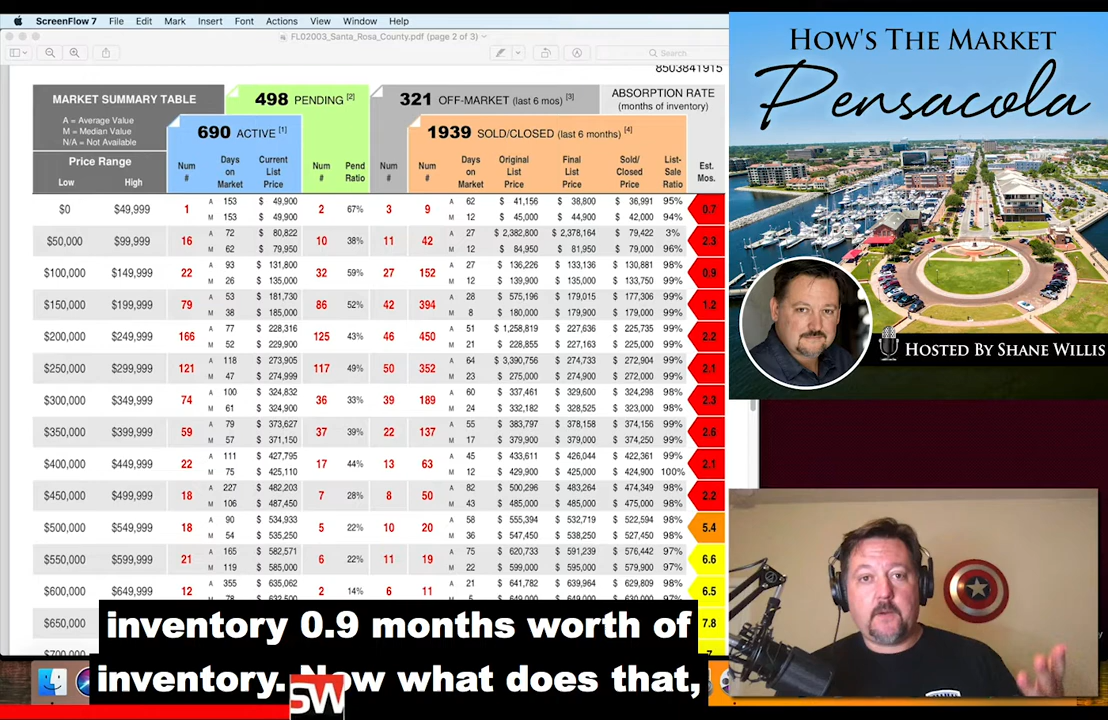 ScreenFlow 7 File Edit Mark Insert Font Actions View Window Help
FL02003_Santa_Rosa_County.pdf (page 2 of 3)
Search
8503841915
MARKET SUMMARY TABLE
A = Average Value
M = Median Value
N/A = Not Available
498 PENDING [2]
321 OFF-MARKET (last 6 mos) [3]
ABSORPTION RATE
(months of inventory)
690 ACTIVE [1]
1939 SOLD/CLOSED (last 6 months) [4]
Price Range
Low High
Num #
Days on Market
Current List Price
Num #
Pend Ratio
Num #
Num #
Days on Market
Original List Price
Final List Price
Sold/Closed Price
List-Sale Ratio
Est. Mos.
$0 $49,999 1 A 153 $ 49,900 2 67% 3 9 A 62 $ 41,156 $ 38,800 $ 36,991 95% 0.7
M 153 $ 49,900 M 12 $ 45,000 $ 44,900 $ 42,000 94%
$50,000 $99,999 16 A 72 $ 80,822 10 38% 11 42 A 27 $ 2,382,800 $ 2,378,164 $ 79,422 3% 2.3
M 62 $ 79,950 M 12 $ 84,950 $ 81,950 $ 79,000 96%
$100,000 $149,999 22 A 93 $ 131,800 32 59% 27 152 A 27 $ 136,226 $ 133,136 $ 130,881 98% 0.9
M 26 $ 135,000 M 12 $ 139,900 $ 135,000 $ 133,750 99%
$150,000 $199,999 79 A 53 $ 181,730 86 52% 42 394 A 28 $ 575,196 $ 179,015 $ 177,306 99% 1.2
M 38 $ 185,000 M 8 $ 180,000 $ 179,900 $ 179,000 99%
$200,000 $249,999 166 A 77 $ 228,316 125 43% 46 450 A 51 $ 1,258,819 $ 227,636 $ 225,735 99% 2.2
M 52 $ 229,900 M 21 $ 228,855 $ 227,163 $ 225,000 99%
$250,000 $299,999 121 A 118 $ 273,905 117 49% 50 352 A 64 $ 3,390,756 $ 274,733 $ 272,904 99% 2.1
M 47 $ 274,999 M 23 $ 275,000 $ 274,900 $ 272,000 99%
$300,000 $349,999 74 A 100 $ 324,832 36 33% 39 189 A 60 $ 337,461 $ 329,600 $ 324,298 98% 2.3
M 61 $ 324,900 M 24 $ 332,182 $ 328,525 $ 323,000 98%
$350,000 $399,999 59 A 79 $ 373,627 37 39% 22 137 A 55 $ 383,797 $ 378,158 $ 374,156 99% 2.6
M 57 $ 371,150 M 17 $ 379,900 $ 379,000 $ 374,250 99%
$400,000 $449,999 22 A 111 $ 427,795 17 44% 13 63 A 45 $ 433,611 $ 426,044 $ 422,361 99% 2.1
M 75 $ 425,110 M 12 $ 429,900 $ 425,000 $ 424,900 100%
$450,000 $499,999 18 A 227 $ 482,203 7 28% 8 50 A 82 $ 500,296 $ 483,264 $ 474,349 98% 2.2
M 106 $ 487,450 M 43 $ 485,000 $ 485,000 $ 475,000 98%
$500,000 $549,999 18 A 90 $ 534,933 5 22% 10 20 A 58 $ 555,394 $ 532,719 $ 522,594 98% 5.4
M 54 $ 535,250 M 36 $ 547,450 $ 538,250 $ 527,450 98%
$550,000 $599,999 21 A 165 $ 582,571 6 22% 11 19 A 75 $ 620,733 $ 591,239 $ 576,442 97% 6.6
M 119 $ 585,000 M 22 $ 599,000 $ 595,000 $ 579,900 97%
$600,000 $649,999 12 A 355 $ 635,062 2 14% 6 11 A 21 $ 641,782 $ 639,964 $ 629,809 98% 6.5
$650,000 7.8
$700,000
inventory 0.9 months worth of
inventory. Now what does that,
SW
HOW'S THE MARKET
Pensacola
HOSTED BY SHANE WILLIS